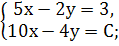 5x − 2y = 3,
10x − 4y = C;